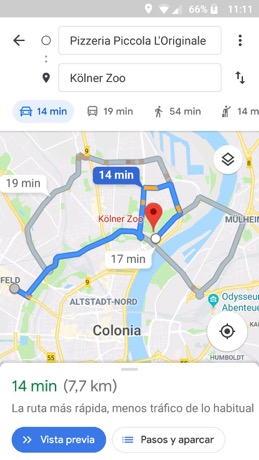 66% 11:11
Pizzeria Piccola L'Originale
Kölner Zoo
14 min
19 min
54 min
14 m
9
19 min
14 min
Kölner Zoo
MÜLHEIM
17 min
FELD
ALTSTADT-NORD
Odysseum
Abenteue
Colonia
HUMBOLDT
9
14 min (7,7 km)
La ruta más rápida, menos tráfico de lo habitual
Vista previa
Pasos y aparcar